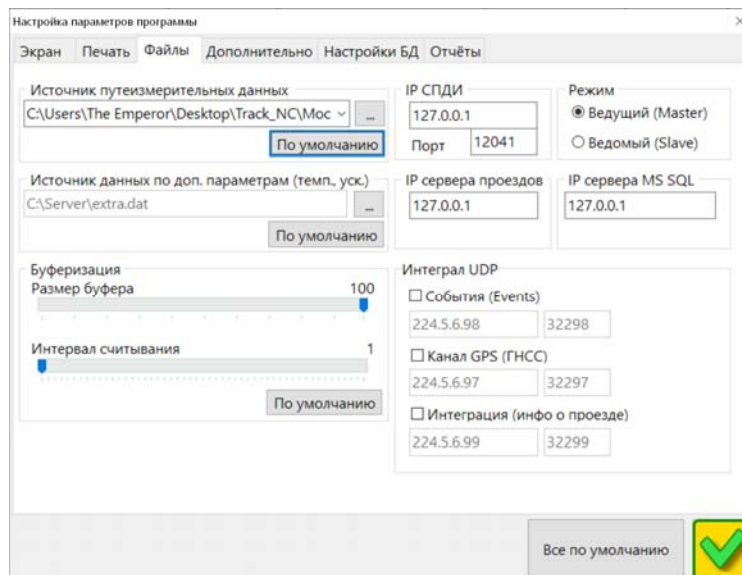 Настройка параметров программы
Экран Печать Файлы Дополнительно Настройки БД Отчёты
Источник путеизмерительных данных
C:\Users\The Emperor\Desktop\Track_NC\Moc
...
По умолчанию
IP СПДИ
127.0.0.1
Порт 12041
Режим
Ведущий (Master)
Ведомый (Slave)
Источник данных по доп. параметрам (темп., уск.)
C:\Server\extra.dat
...
По умолчанию
IP сервера проездов
127.0.0.1
IP сервера MS SQL
127.0.0.1
Буферизация
Размер буфера 100
Интервал считывания 1
По умолчанию
Интеграл UDP
События (Events)
224.5.6.98 32298
Канал GPS (ГНСС)
224.5.6.97 32297
Интеграция (инфо о проезде)
224.5.6.99 32299
Все по умолчанию